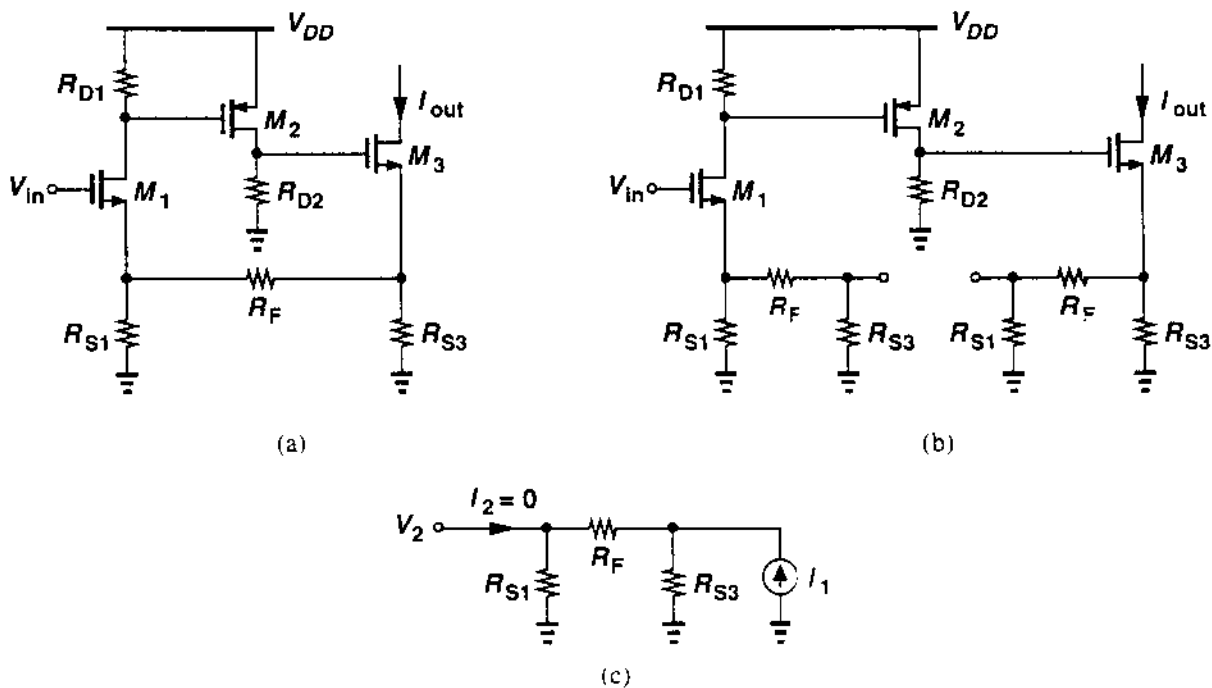 V_DD
R_D1
M_2
I_out
M_3
V_in
M_1
R_D2
R_F
R_S1
R_S3
(a)
V_DD
R_D1
M_2
I_out
M_3
V_in
M_1
R_D2
R_F
R_S1
R_S3
R_F
R_S1
R_S3
(b)
V_2
I_2 = 0
R_F
R_S1
R_S3
I_1
(c)